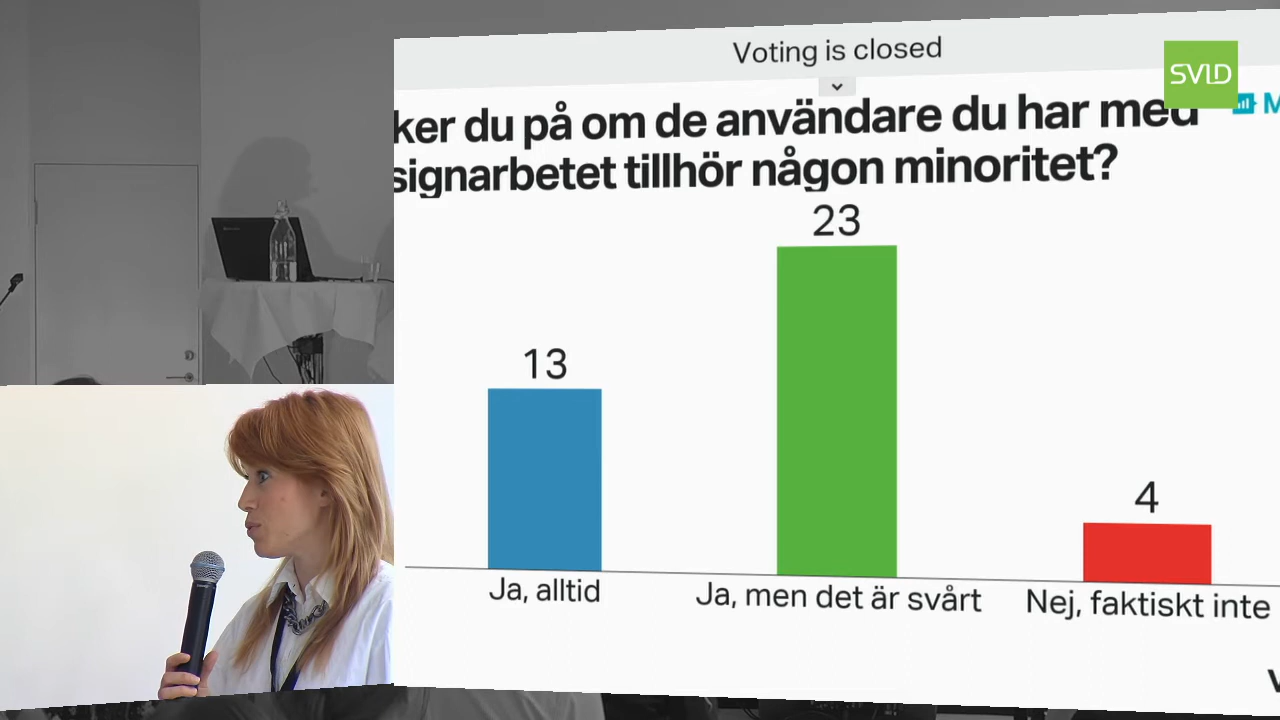 Voting is closed
SVID
ker du på om de användare du har med
signarbetet tillhör någon minoritet?
23
13
4
Ja, alltid
Ja, men det är svårt
Nej, faktiskt inte